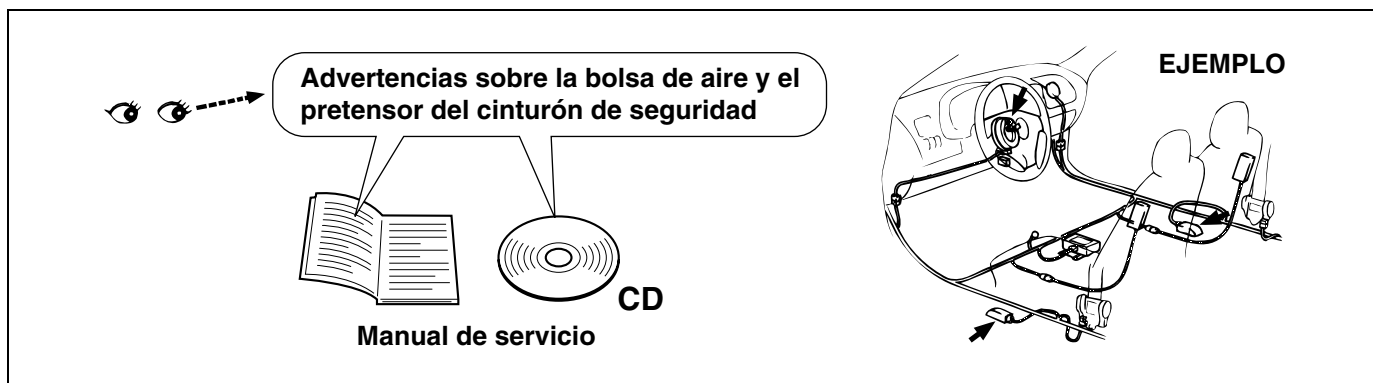 Advertencias sobre la bolsa de aire y el
pretensor del cinturón de seguridad
EJEMPLO
CD
Manual de servicio